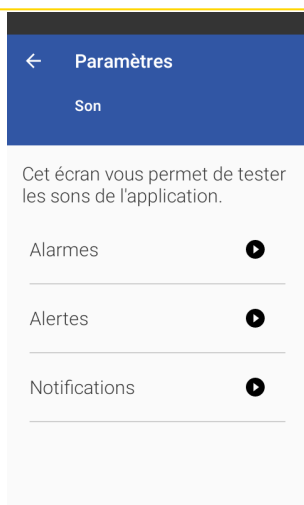 Paramètres
Son
Cet écran vous permet de tester
les sons de l'application.
Alarmes
Alertes
Notifications